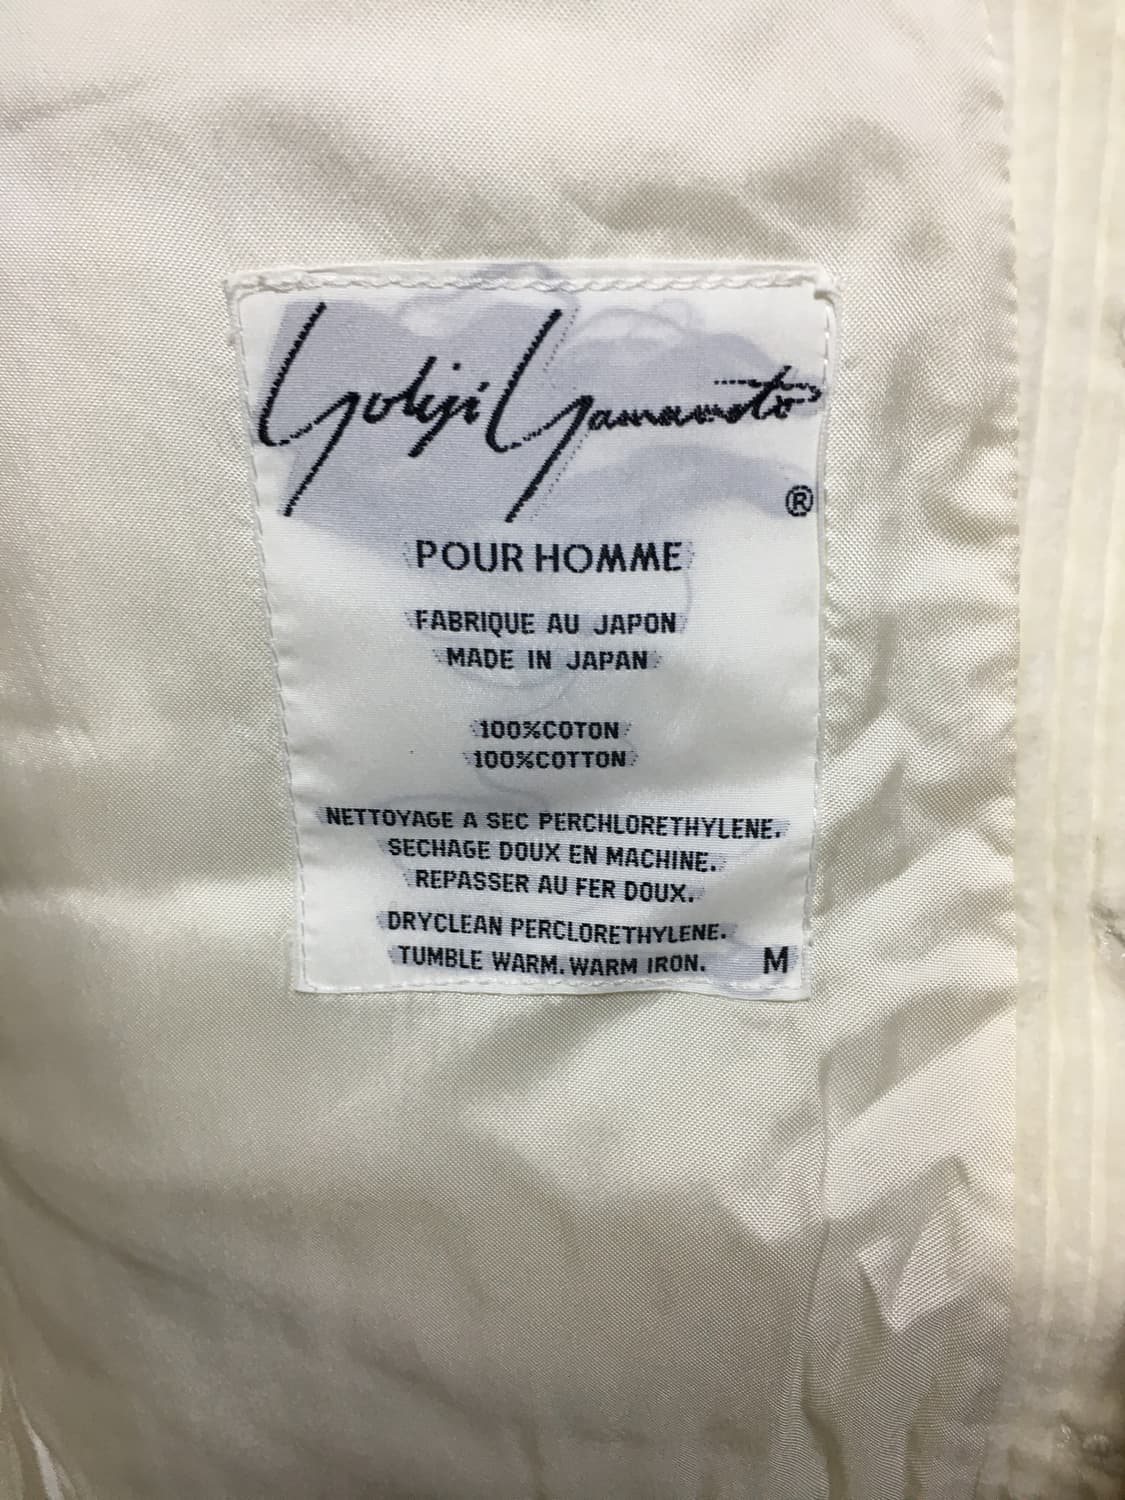 Yohji Yamamoto
®
POUR HOMME
FABRIQUE AU JAPON
MADE IN JAPAN
100%COTON
100%COTTON
NETTOYAGE A SEC PERCHLORETHYLENE.
SECHAGE DOUX EN MACHINE.
REPASSER AU FER DOUX.
DRYCLEAN PERCLORETHYLENE.
TUMBLE WARM. WARM IRON. M